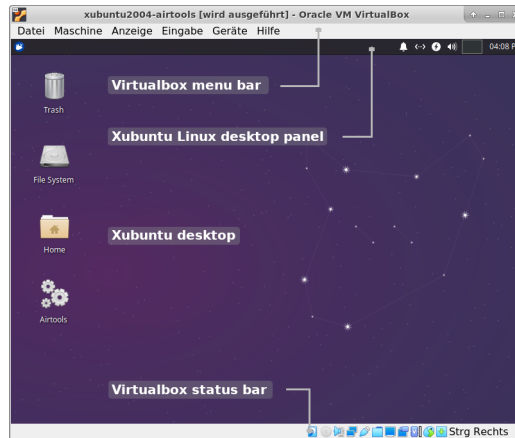 xubuntu2004-airtools [wird ausgeführt] - Oracle VM VirtualBox
Datei Maschine Anzeige Eingabe Geräte Hilfe
04:08 P
Virtualbox menu bar
Trash
Xubuntu Linux desktop panel
File System
Xubuntu desktop
Home
Airtools
Virtualbox status bar
Strg Rechts